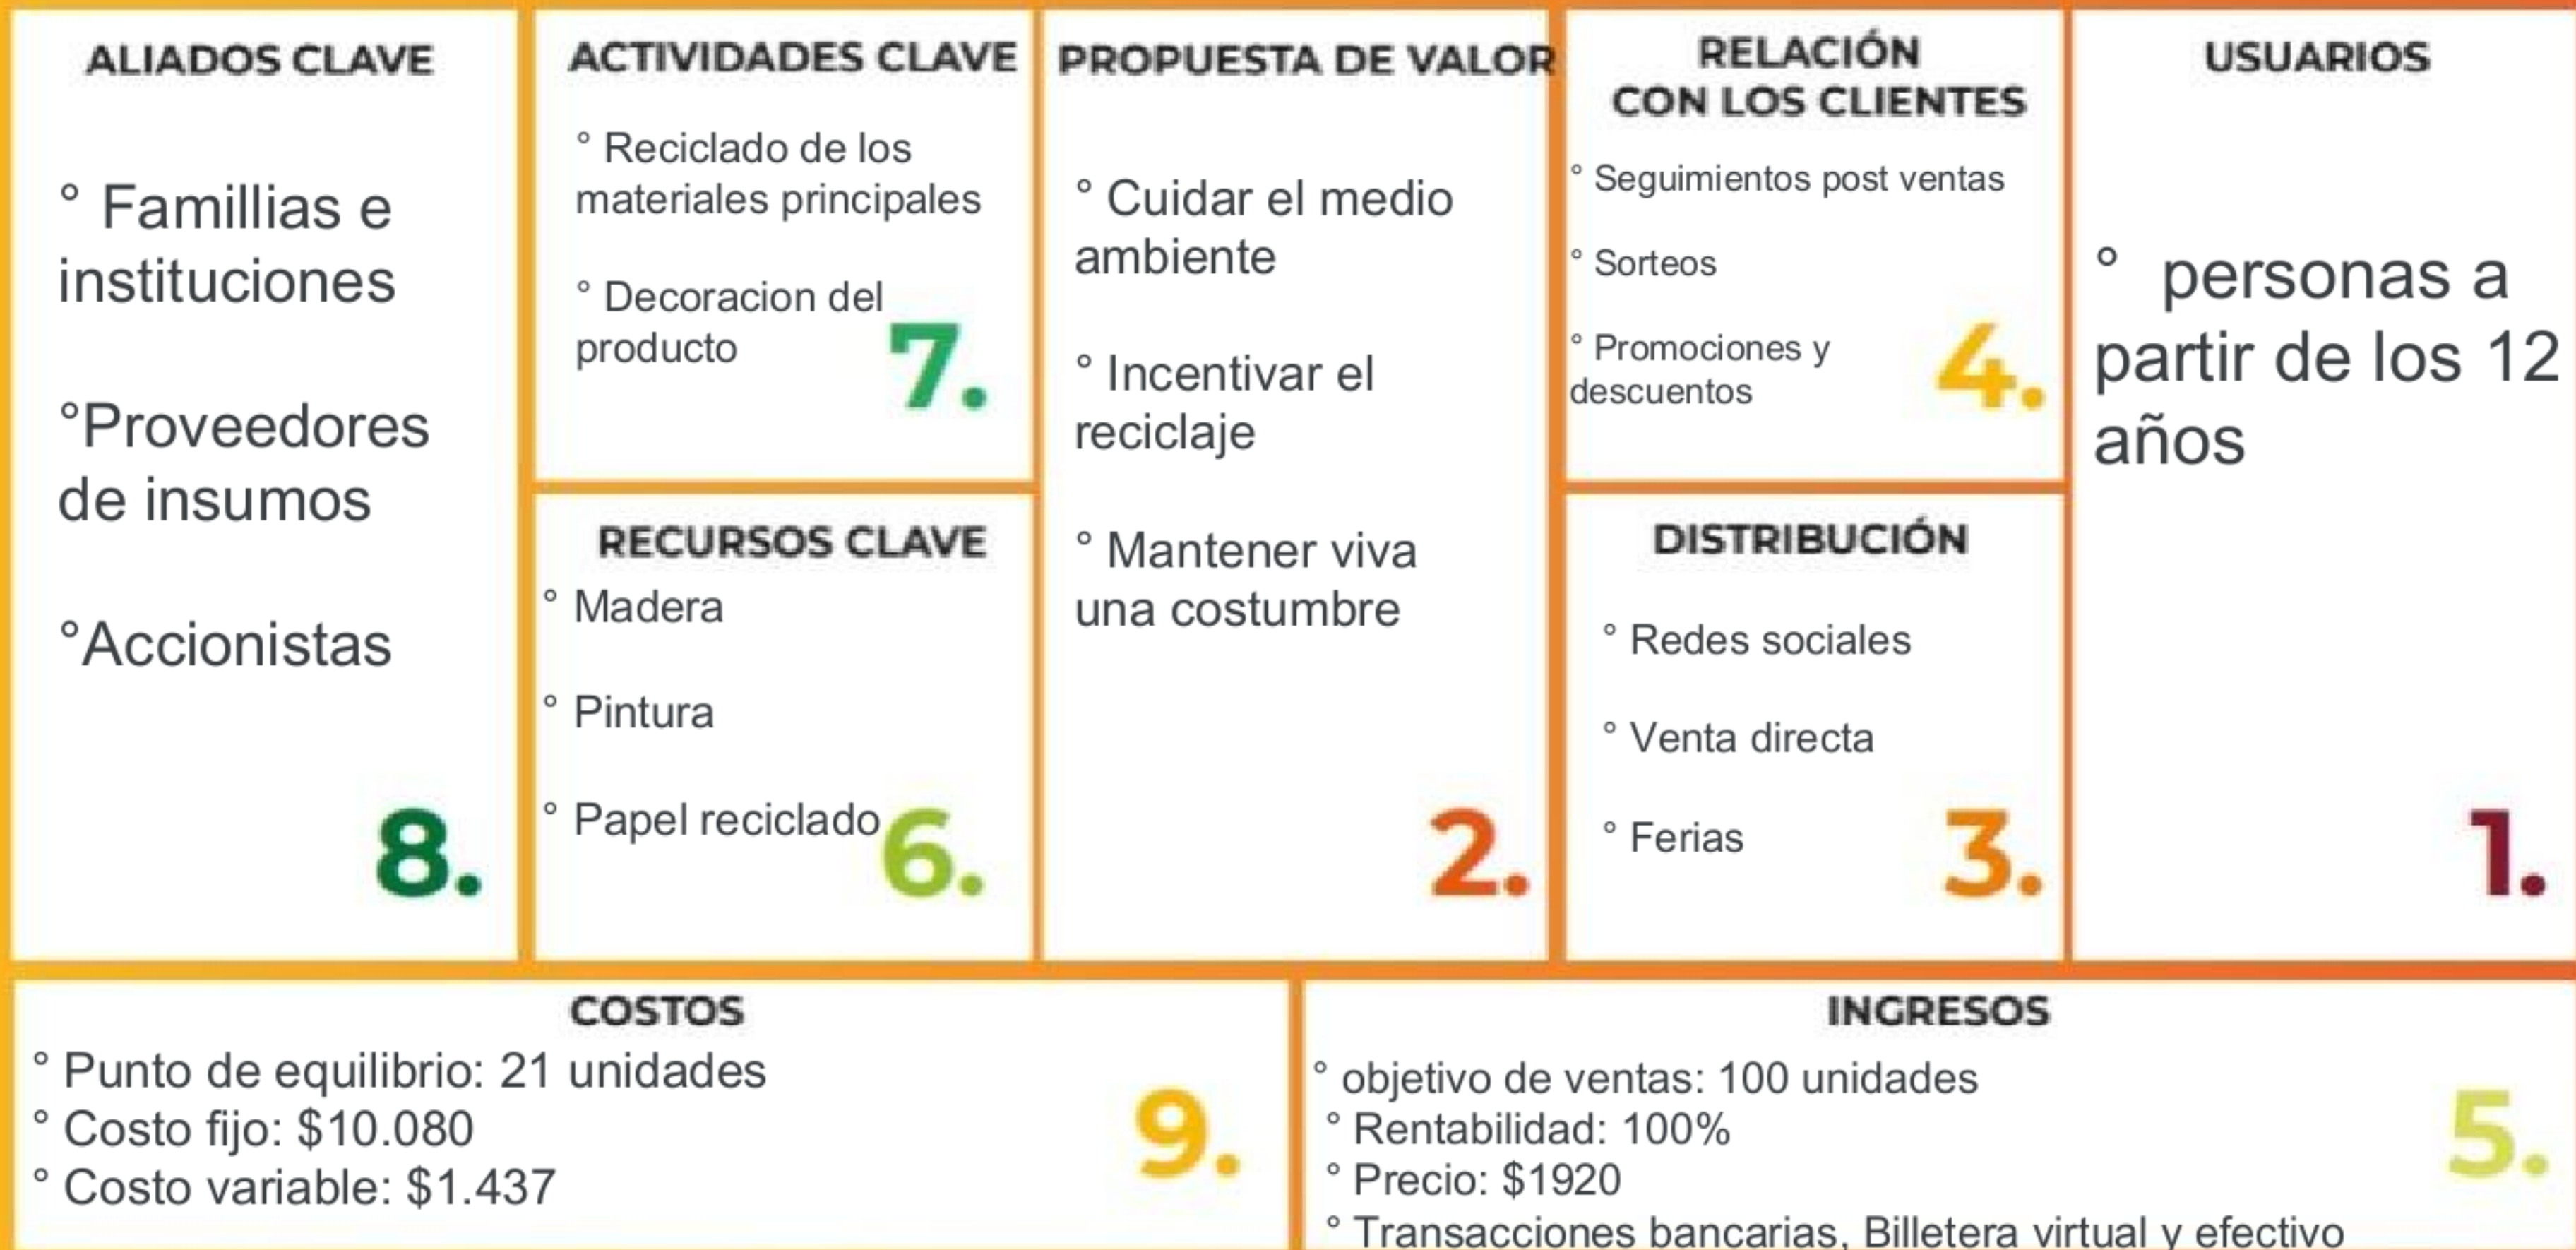 ALIADOS CLAVE
° Famillias e
instituciones
°Proveedores
de insumos
°Accionistas
8.
ACTIVIDADES CLAVE
° Reciclado de los
materiales principales
° Decoracion del
producto
7.
RECURSOS CLAVE
° Madera
° Pintura
° Papel reciclado
6.
PROPUESTA DE VALOR
° Cuidar el medio
ambiente
° Incentivar el
reciclaje
° Mantener viva
una costumbre
2.
RELACIÓN
CON LOS CLIENTES
° Seguimientos post ventas
° Sorteos
° Promociones y
descuentos
4.
DISTRIBUCIÓN
° Redes sociales
° Venta directa
° Ferias
3.
USUARIOS
° personas a
partir de los 12
años
1.
COSTOS
° Punto de equilibrio: 21 unidades
° Costo fijo: $10.080
° Costo variable: $1.437
9.
INGRESOS
° objetivo de ventas: 100 unidades
° Rentabilidad: 100%
° Precio: $1920
° Transacciones bancarias, Billetera virtual y efectivo
5.